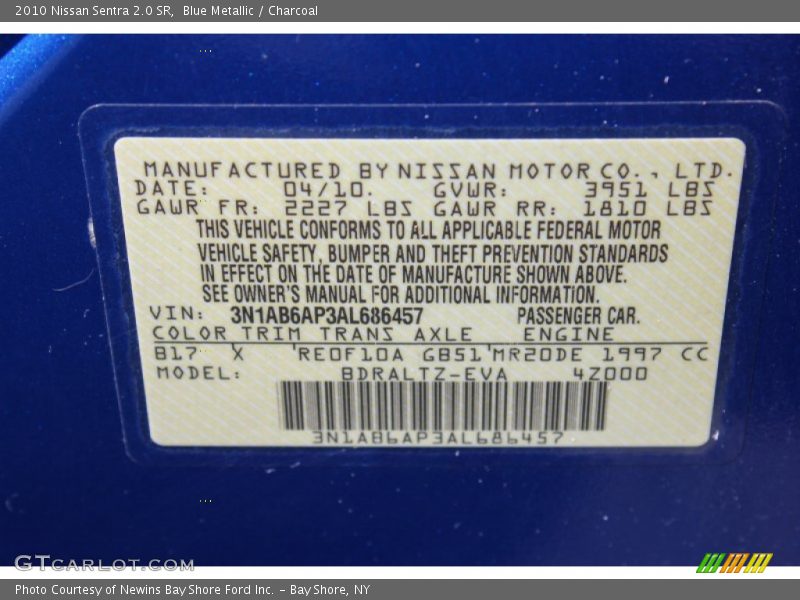 2010 Nissan Sentra 2.0 SR,  Blue Metallic / Charcoal
MANUFACTURED BY NISSAN MOTOR CO., LTD.
DATE: 04/10. GVWR: 3951 LBS
GAWR FR: 2227 LBS GAWR RR: 1810 LBS
THIS VEHICLE CONFORMS TO ALL APPLICABLE FEDERAL MOTOR
VEHICLE SAFETY, BUMPER AND THEFT PREVENTION STANDARDS
IN EFFECT ON THE DATE OF MANUFACTURE SHOWN ABOVE.
SEE OWNER'S MANUAL FOR ADDITIONAL INFORMATION.
VIN: 3N1AB6AP3AL686457 PASSENGER CAR.
COLOR TRIM TRANS AXLE ENGINE
B17 X RE0F10A GB51 MR20DE 1997 CC
MODEL: BDRALTZ-EVA 4Z000
3N1AB6AP3AL686457
GTcarlot.com
Photo Courtesy of Newins Bay Shore Ford Inc. – Bay Shore, NY